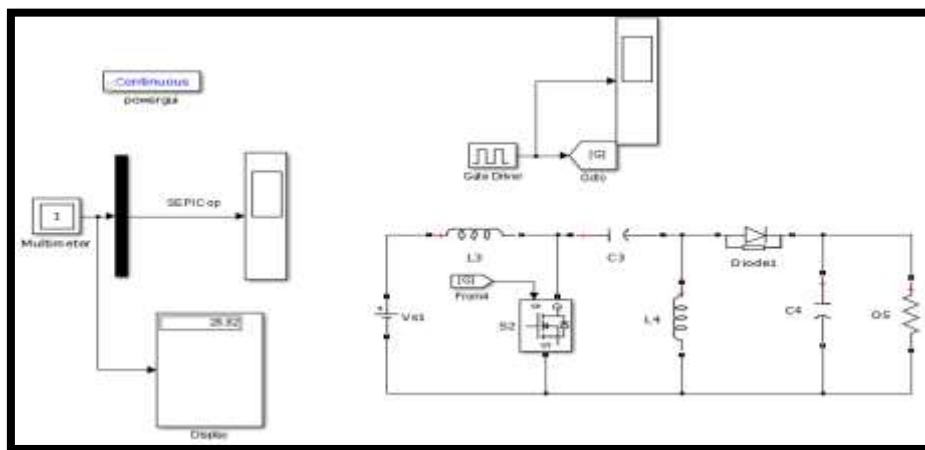 Continuous
powergui
[G]
Gate Driver
Goto
SEPIC op
1
Multimeter
L3
C3
Diode1
[G]
From4
Vs1
S2
L4
C4
Display